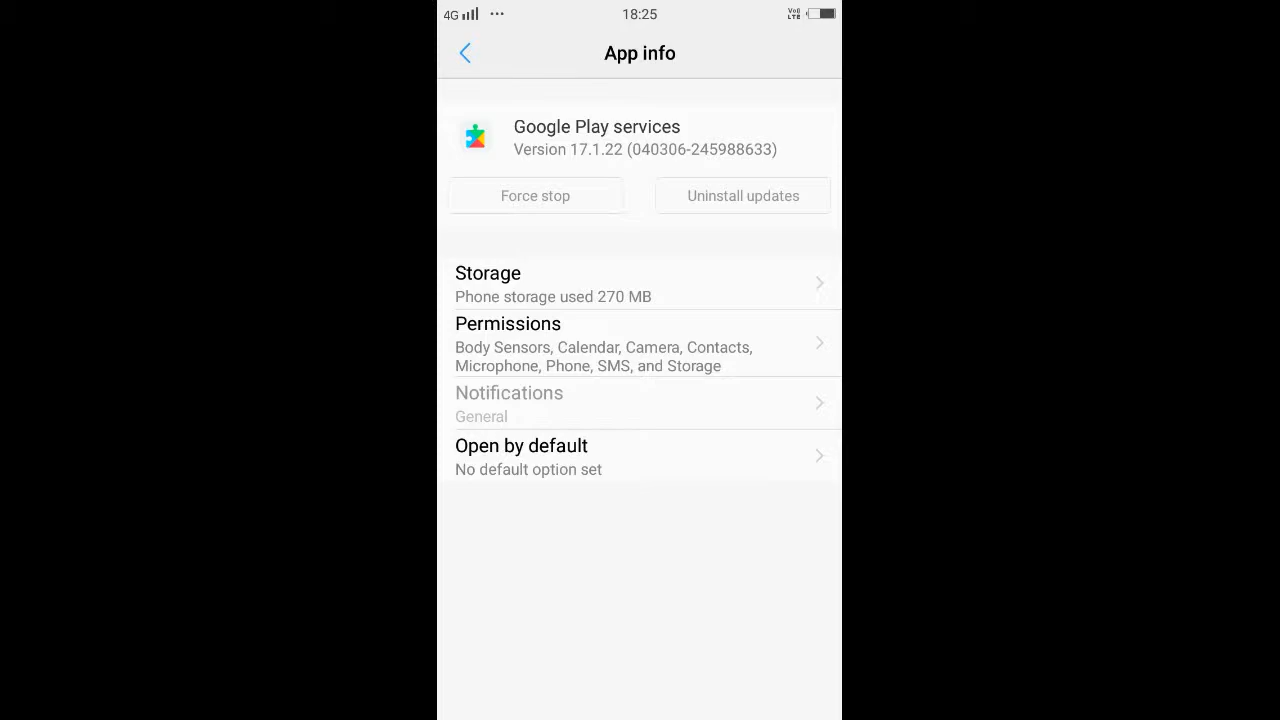 4G ... 18:25 Vo) LTE
App info
Google Play services
Version 17.1.22 (040306-245988633)
Force stop Uninstall updates
Storage
Phone storage used 270 MB
Permissions
Body Sensors, Calendar, Camera, Contacts,
Microphone, Phone, SMS, and Storage
Notifications
General
Open by default
No default option set